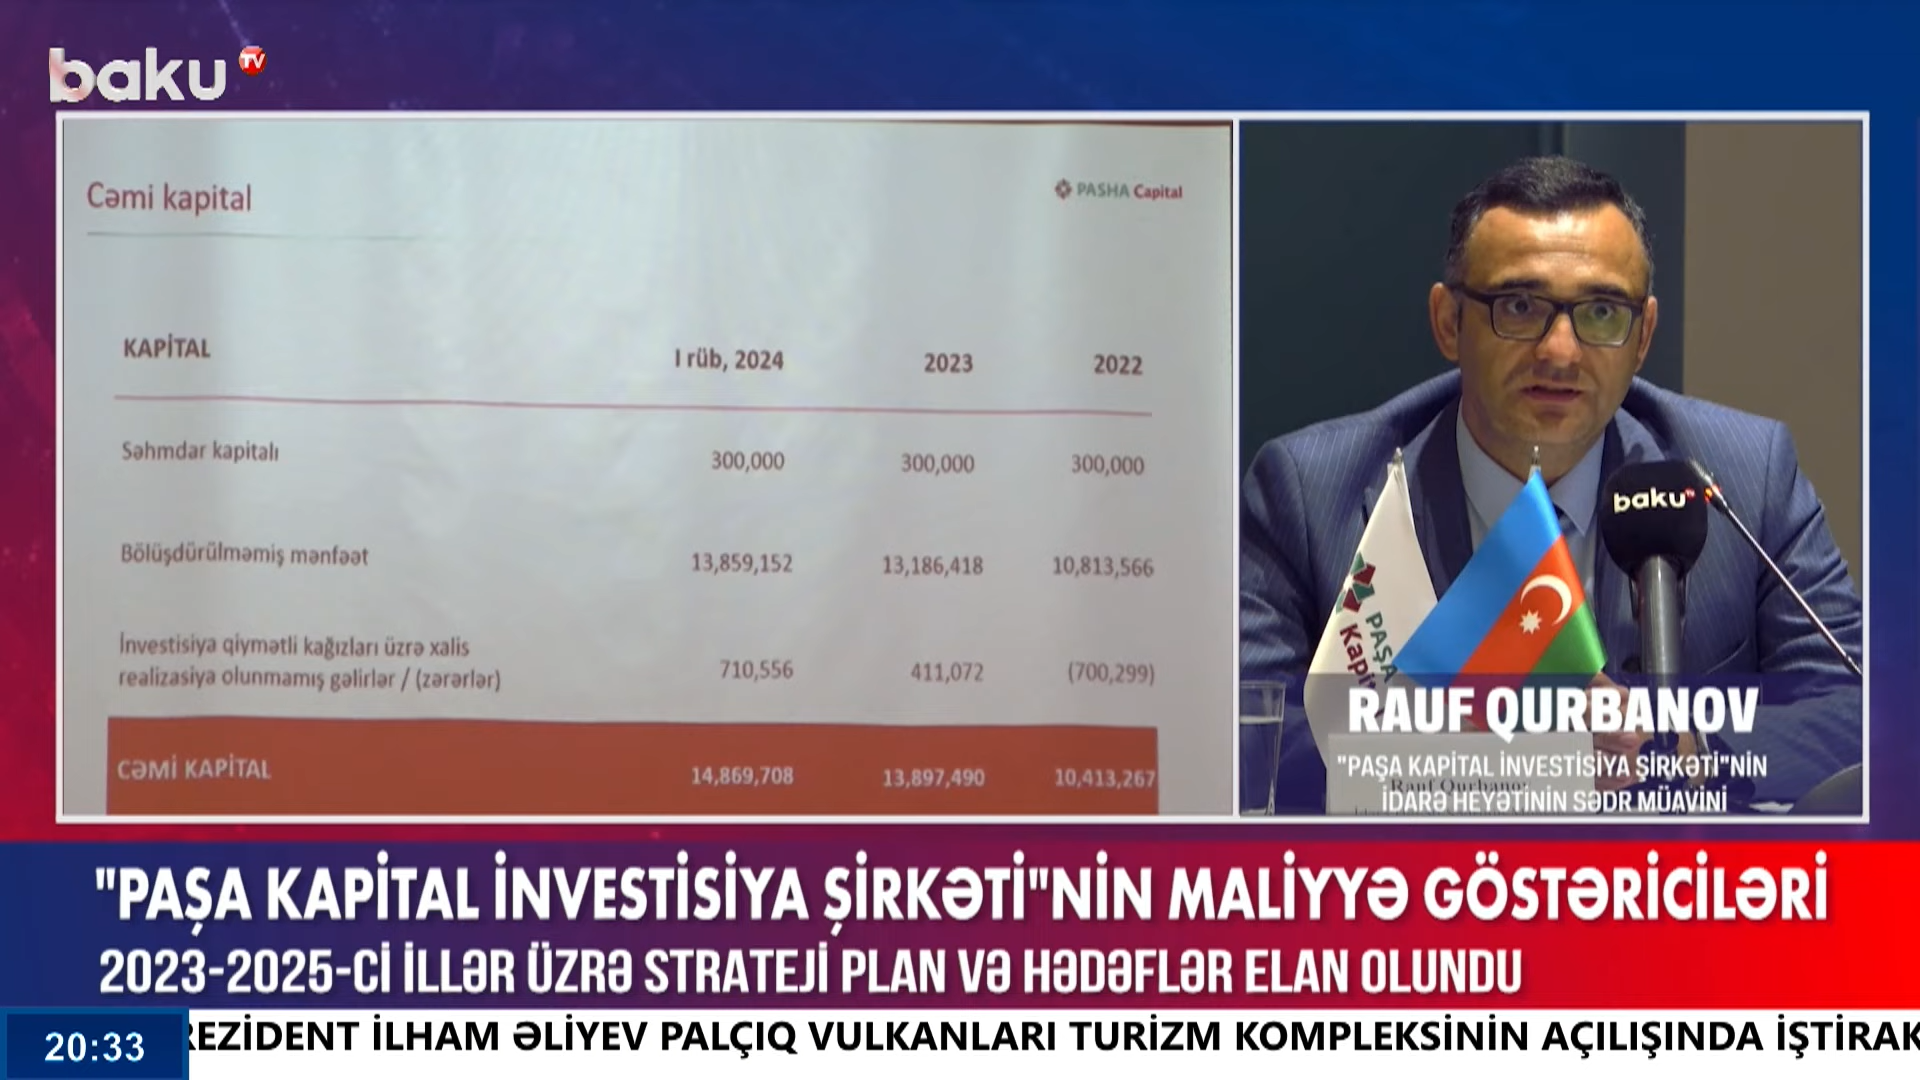 baku TV
Cəmi kapital
PASHA Capital
KAPİTAL I rüb, 2024 2023 2022
Səhmdar kapitalı 300,000 300,000 300,000
Bölüşdürülməmiş mənfəət 13,859,152 13,186,418 10,813,566
İnvestisiya qiymətli kağızları üzrə xalis
realizasiya olunmamış gəlirlər / (zərərlər) 710,556 411,072 (700,299)
CƏMİ KAPİTAL 14,869,708 13,897,490 10,413,267
baku TV
PAŞA
RAUF QURBANOV
"PAŞA KAPİTAL İNVESTİSİYA ŞİRKƏTİ"NİN
İDARƏ HEYƏTİNİN SƏDR MÜAVİNİ
"PAŞA KAPİTAL İNVESTİSİYA ŞİRKƏTİ"NİN MALİYYƏ GÖSTƏRİCİLƏRİ
2023-2025-Cİ İLLƏR ÜZRƏ STRATEJİ PLAN VƏ HƏDƏFLƏR ELAN OLUNDU
20:33 REZİDENT İLHAM ƏLİYEV PALÇIQ VULKANLARI TURİZM KOMPLEKSİNİN AÇILIŞINDA İŞTİRAK